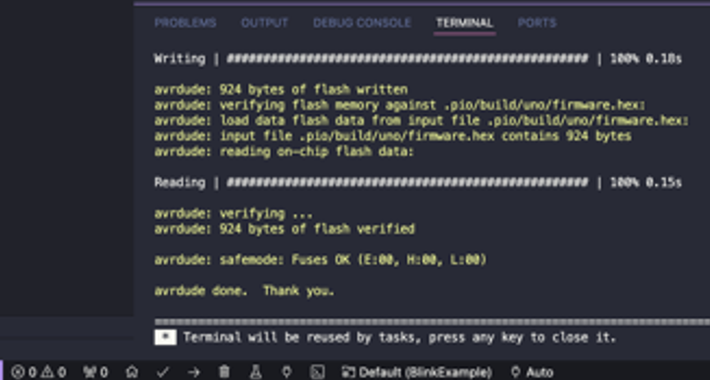 PROBLEMS OUTPUT DEBUG CONSOLE TERMINAL PORTS
Writing | ################################################## | 100% 0.18s
avrdude: 924 bytes of flash written
avrdude: verifying flash memory against .pio/build/uno/firmware.hex:
avrdude: load data flash data from input file .pio/build/uno/firmware.hex:
avrdude: input file .pio/build/uno/firmware.hex contains 924 bytes
avrdude: reading on-chip flash data:
Reading | ################################################## | 100% 0.15s
avrdude: verifying ...
avrdude: 924 bytes of flash verified
avrdude: safemode: Fuses OK (E:00, H:00, L:00)
avrdude done.  Thank you.
* Terminal will be reused by tasks, press any key to close it.
0 0 0 Default (BlinkExample) Auto